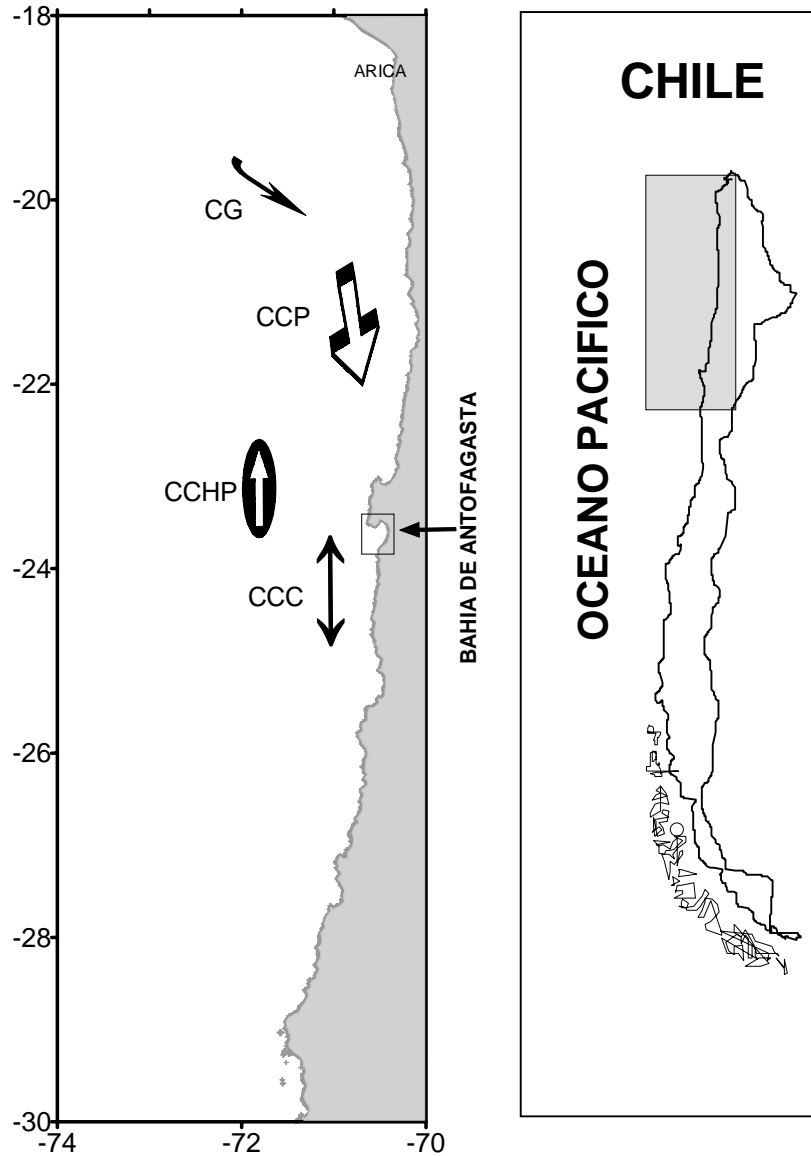 -18
ARICA
-20
CG
CCP
-22
CCHP
BAHIA DE ANTOFAGASTA
-24
CCC
-26
-28
-30
-74
-72
-70
CHILE
OCEANO PACIFICO